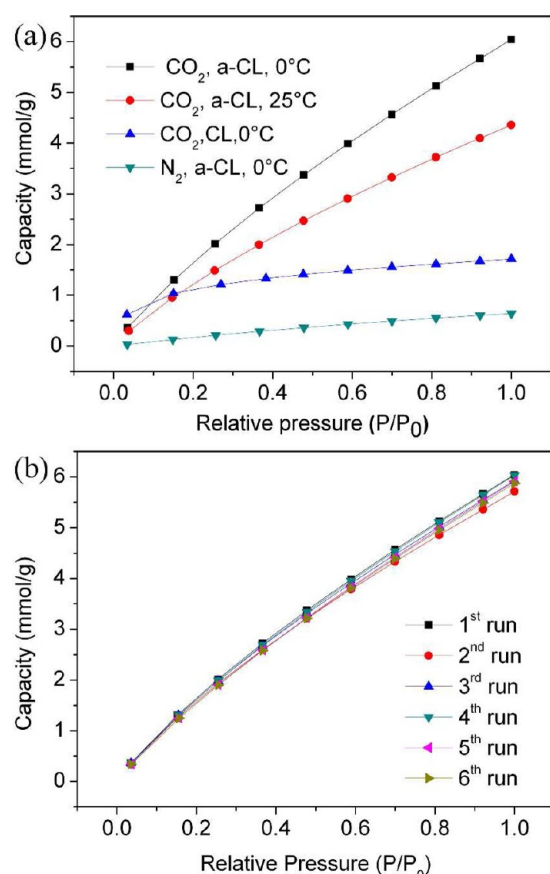 (a)
CO₂, a-CL, 0°C
CO₂, a-CL, 25°C
CO₂,CL,0°C
N₂, a-CL, 0°C
Capacity (mmol/g)
6
5
4
3
2
1
0
0.0 0.2 0.4 0.6 0.8 1.0
Relative pressure (P/P₀)
(b)
Capacity (mmol/g)
6
5
4
3
2
1
0
1ˢᵗ run
2ⁿᵈ run
3ʳᵈ run
4ᵗʰ run
5ᵗʰ run
6ᵗʰ run
0.0 0.2 0.4 0.6 0.8 1.0
Relative Pressure (P/P₀)